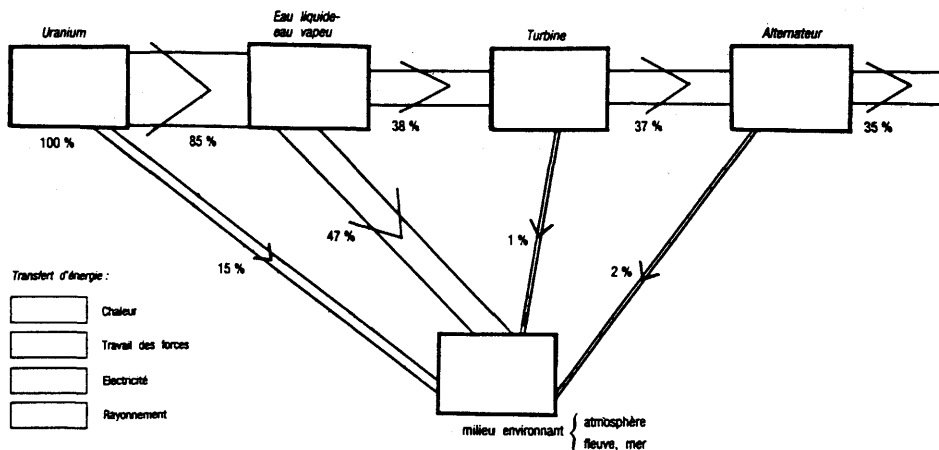 Uranium
Eau liquide-
eau vapeu
Turbine
Alternateur
100 %
85 %
38 %
37 %
35 %
15 %
47 %
1 %
2 %
Transfert d'énergie :
Chaleur
Travail des forces
Electricité
Rayonnement
milieu environnant { atmosphère
fleuve, mer